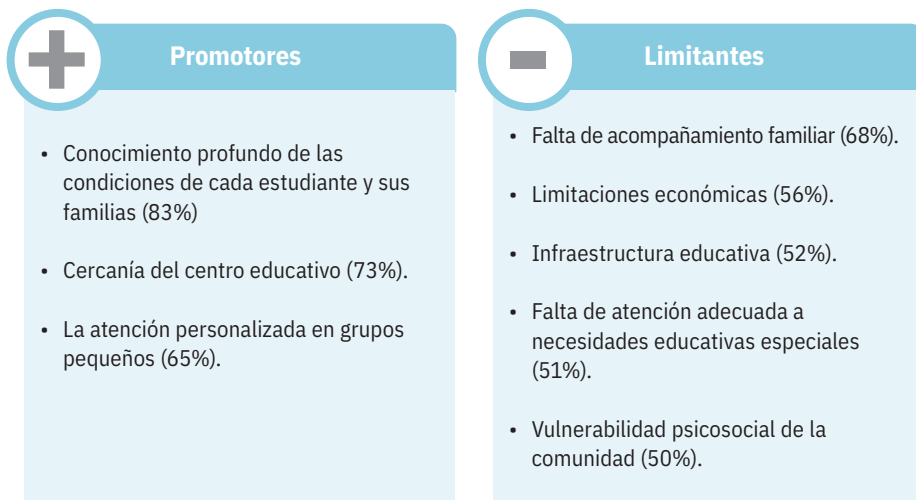 Promotores
• Conocimiento profundo de las
condiciones de cada estudiante y sus
familias (83%)
• Cercanía del centro educativo (73%).
• La atención personalizada en grupos
pequeños (65%).
Limitantes
• Falta de acompañamiento familiar (68%).
• Limitaciones económicas (56%).
• Infraestructura educativa (52%).
• Falta de atención adecuada a
necesidades educativas especiales
(51%).
• Vulnerabilidad psicosocial de la
comunidad (50%).